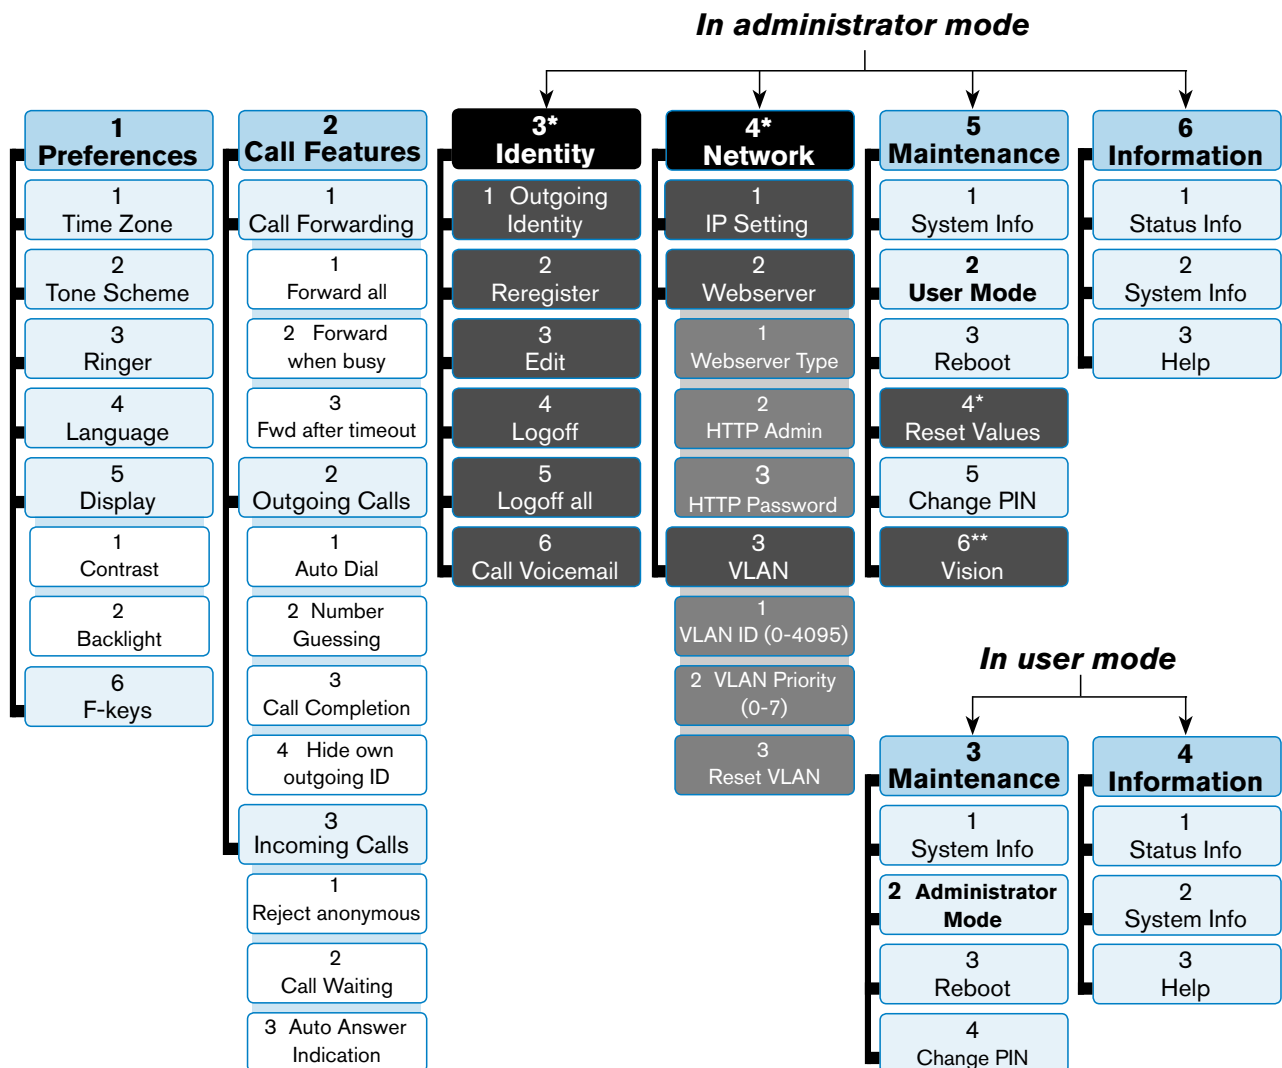 In administrator mode
1
Preferences
1
Time Zone
2
Tone Scheme
3
Ringer
4
Language
5
Display
1
Contrast
2
Backlight
6
F-keys
2
Call Features
1
Call Forwarding
1
Forward all
2 Forward
when busy
3
Fwd after timeout
2
Outgoing Calls
1
Auto Dial
2 Number
Guessing
3
Call Completion
4 Hide own
outgoing ID
3
Incoming Calls
1
Reject anonymous
2
Call Waiting
3 Auto Answer
Indication
3*
Identity
1 Outgoing
Identity
2
Reregister
3
Edit
4
Logoff
5
Logoff all
6
Call Voicemail
4*
Network
1
IP Setting
2
Webserver
1
Webserver Type
2
HTTP Admin
3
HTTP Password
3
VLAN
1
VLAN ID (0-4095)
2 VLAN Priority
(0-7)
3
Reset VLAN
5
Maintenance
1
System Info
2
User Mode
3
Reboot
4*
Reset Values
5
Change PIN
6**
Vision
6
Information
1
Status Info
2
System Info
3
Help
In user mode
3
Maintenance
1
System Info
2 Administrator
Mode
3
Reboot
4
Change PIN
4
Information
1
Status Info
2
System Info
3
Help